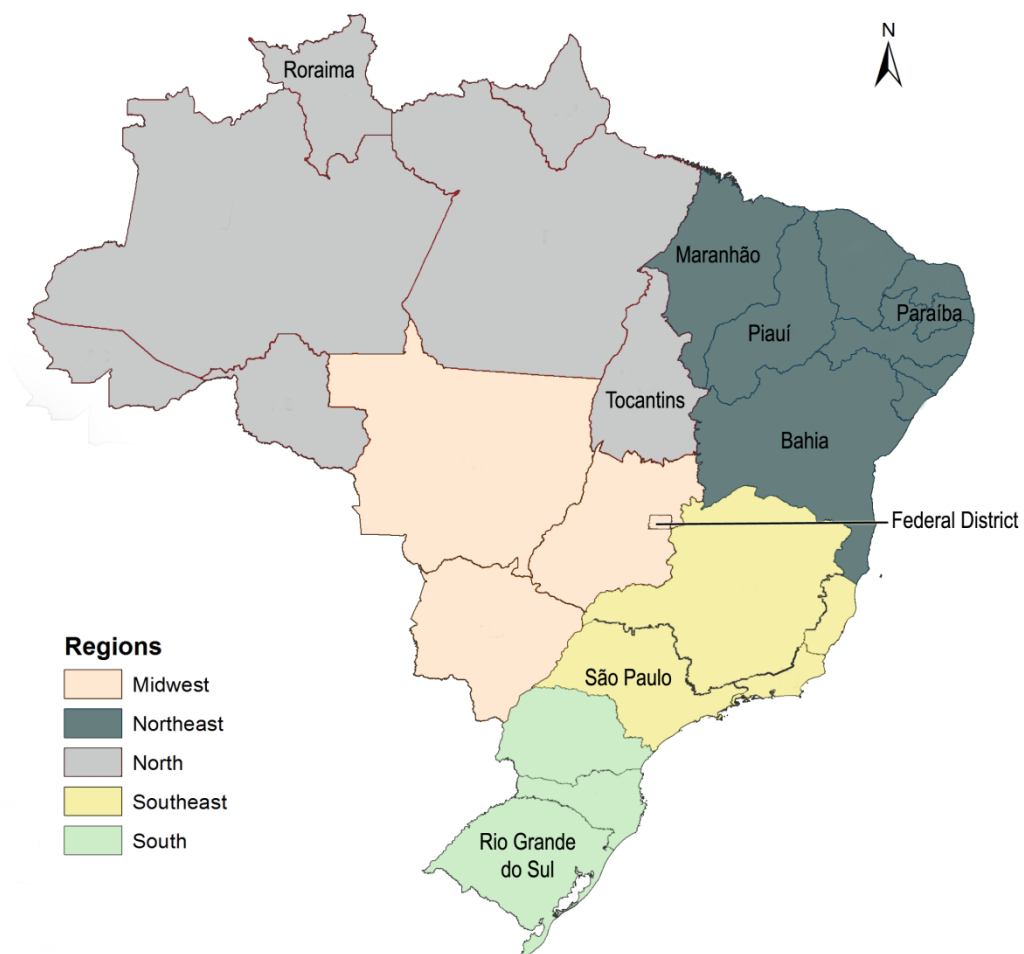 N
Roraima
Maranhão
Paraíba
Piauí
Tocantins
Bahia
Federal District
São Paulo
Rio Grande
do Sul
Regions
Midwest
Northeast
North
Southeast
South